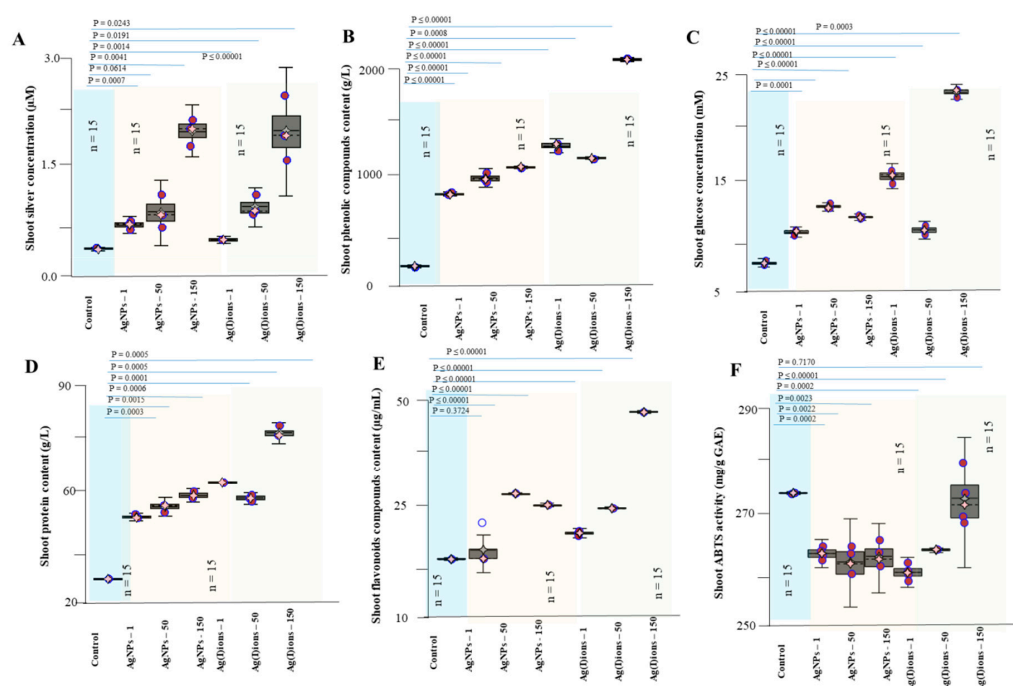 A
P = 0.0243
P = 0.0191
P = 0.0014
P = 0.0041
P ≤ 0.00001
P = 0.0614
P = 0.0007
Shoot silver concentration (µM)
3.0
1.5
0.0
n = 15
n = 15
n = 15
Control
AgNPs – 1
AgNPs – 50
AgNPs - 150
Ag(I)ions – 1
Ag(I)ions – 50
Ag(I)ions – 150
B
P ≤ 0.00001
P = 0.0008
P ≤ 0.00001
P ≤ 0.00001
P ≤ 0.00001
P ≤ 0.00001
Shoot phenolic compounds content (g/L)
2000
1000
0
n = 15
n = 15
n = 15
Control
AgNPs – 1
AgNPs – 50
AgNPs – 150
Ag(I)ions – 1
Ag(I)ions – 50
Ag(I)ions – 150
C
P ≤ 0.00001
P = 0.0003
P ≤ 0.00001
P ≤ 0.00001
P ≤ 0.00001
P = 0.0001
Shoot glucose concentration (mM)
25
15
5
n = 15
n = 15
n = 15
Control
AgNPs – 1
AgNPs – 50
AgNPs - 150
Ag(I)ions – 1
Ag(I)ions – 50
Ag(I)ions – 150
D
P = 0.0005
P = 0.0005
P = 0.0001
P = 0.0006
P = 0.0015
P = 0.0003
Shoot protein content (g/L)
90
60
20
n = 15
n = 15
n = 15
Control
AgNPs – 1
AgNPs – 50
AgNPs - 150
Ag(I)ions – 1
Ag(I)ions – 50
Ag(I)ions – 150
E
P ≤ 0.00001
P ≤ 0.00001
P ≤ 0.00001
P ≤ 0.00001
P ≤ 0.00001
P = 0.3724
Shoot flavonoids compounds content (µg/mL)
50
25
10
n = 15
n = 15
n = 15
Control
AgNPs – 1
AgNPs – 50
AgNPs - 150
Ag(I)ions – 1
Ag(I)ions – 50
Ag(I)ions – 150
F
P = 0.7170
P ≤ 0.00001
P = 0.0002
P = 0.0023
P = 0.0022
P = 0.0002
Shoot ABTS activity (mg/g GAE)
290
270
250
n = 15
n = 15
n = 15
Control
AgNPs – 1
AgNPs – 50
AgNPs - 150
Ag(I)ions – 1
Ag(I)ions – 50
Ag(I)ions – 150